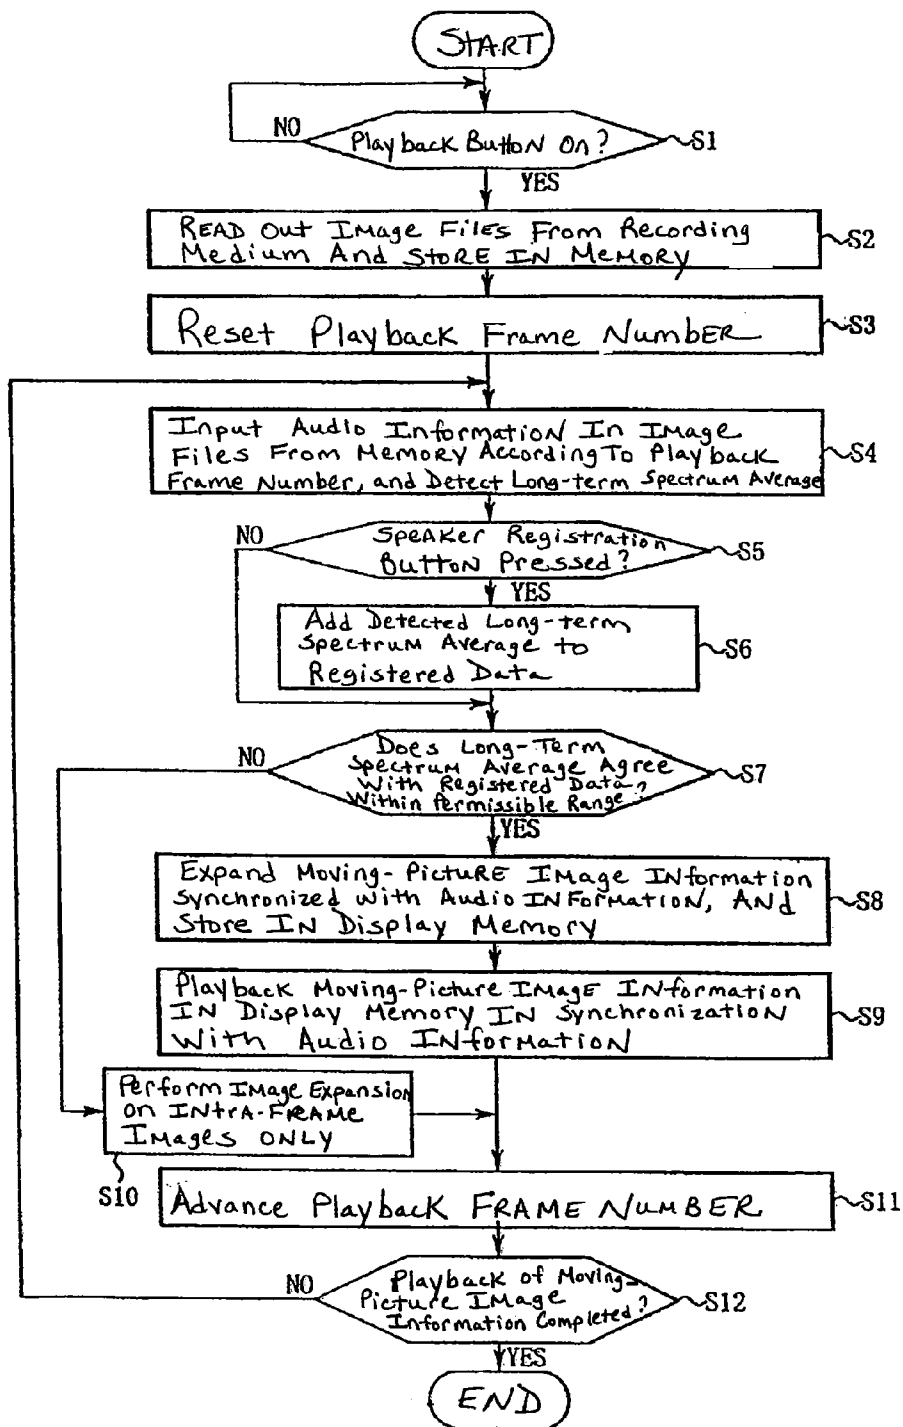 START
NO
Playback Button On?
S1
YES
READ Out Image Files From Recording
Medium And STORE IN Memory
S2
Reset Playback Frame Number
S3
Input Audio Information In Image
Files From Memory According To Playback
Frame Number, and Detect Long-term Spectrum Average
S4
NO
Speaker Registration
Button Pressed?
S5
YES
Add Detected Long-term
Spectrum Average to
Registered Data
S6
NO
Does Long-Term
Spectrum Average Agree
With Registered Data
Within Permissible Range?
S7
YES
Expand Moving-Picture Image Information
Synchronized with Audio Information, And
Store In Display Memory
S8
Playback Moving-Picture Image Information
In Display Memory In Synchronization
With Audio Information
S9
Perform Image Expansion
on Intra-Frame
Images ONLY
S10
Advance Playback FRAME NUMBER
S11
NO
Playback of Moving-
Picture Image
Information Completed?
S12
YES
END